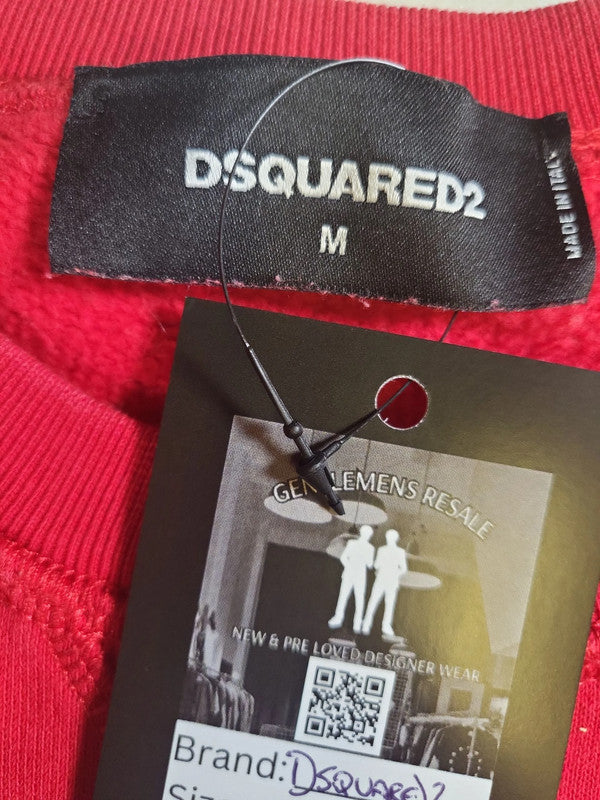 DSQUARED2
M
MADE IN ITALY
GENTLEMENS RESALE
NEW & PRE LOVED DESIGNER WEAR
Brand: DSQUARED2